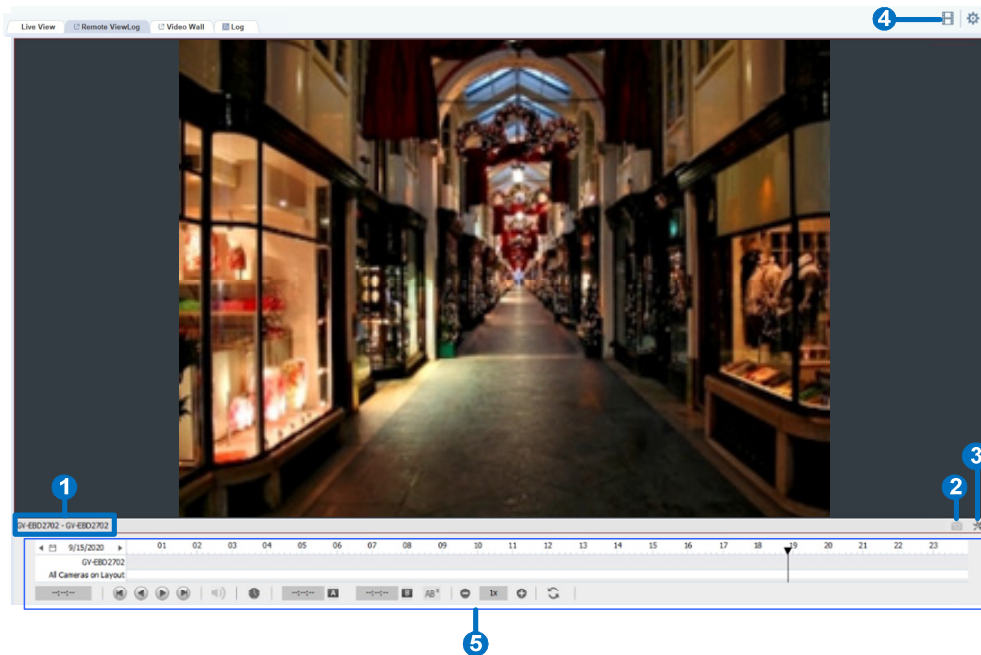 Live View Remote ViewLog Video Wall Log
4
3
1 2
GV-EBD2702 - GV-EBD2702
9/15/2020 01 02 03 04 05 06 07 08 09 10 11 12 13 14 15 16 17 18 19 20 21 22 23
GV-EBD2702
All Cameras on Layout
--:--:-- --:--:-- A --:--:-- B AB× 1x
5